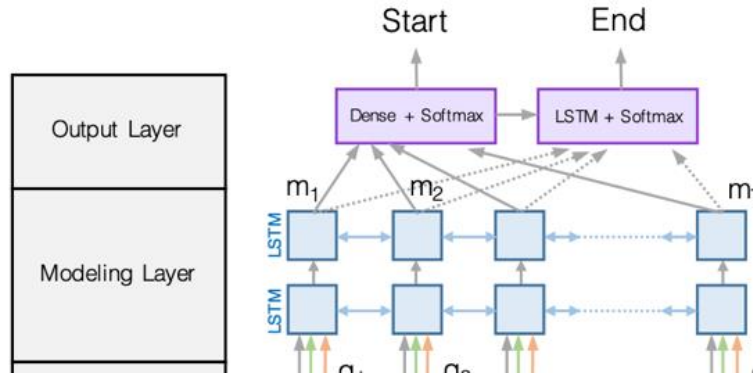 Start End
Output Layer
Dense + Softmax LSTM + Softmax
m1 m2
LSTM
Modeling Layer
LSTM